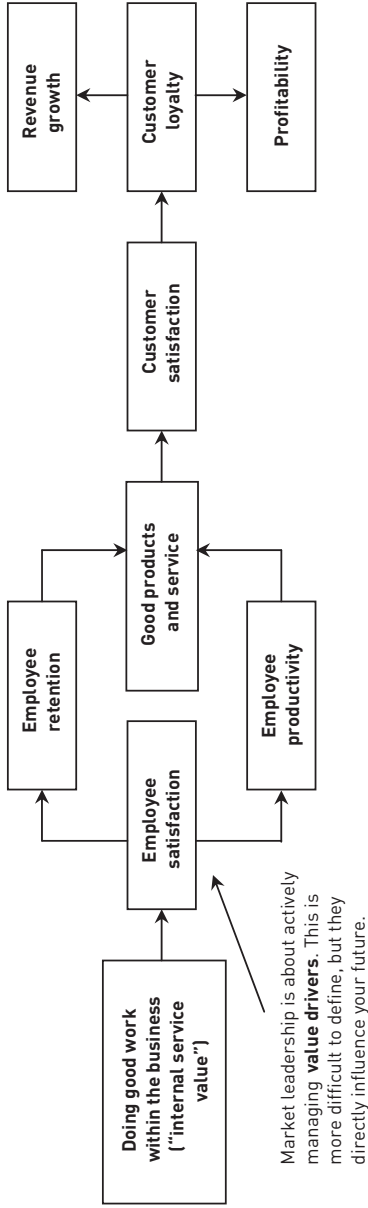 Doing good work
within the business
(“internal service
value”)
Employee
satisfaction
Employee
retention
Employee
productivity
Good products
and service
Customer
satisfaction
Customer
loyalty
Revenue
growth
Profitability
Market leadership is about actively
managing value drivers. This is
more difficult to define, but they
directly influence your future.